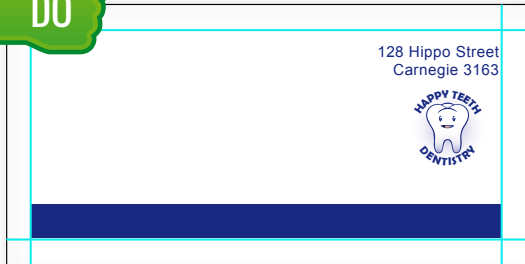 DO
128 Hippo Street
Carnegie 3163
HAPPY TEETH
DENTISTRY